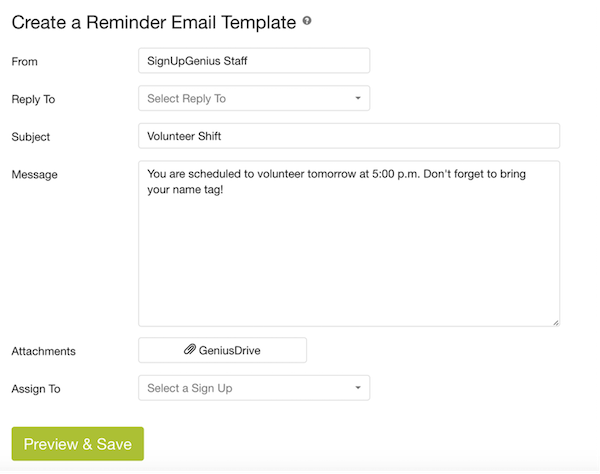 Create a Reminder Email Template
From
SignUpGenius Staff
Reply To
Select Reply To
Subject
Volunteer Shift
Message
You are scheduled to volunteer tomorrow at 5:00 p.m. Don't forget to bring
your name tag!
Attachments
GeniusDrive
Assign To
Select a Sign Up
Preview & Save